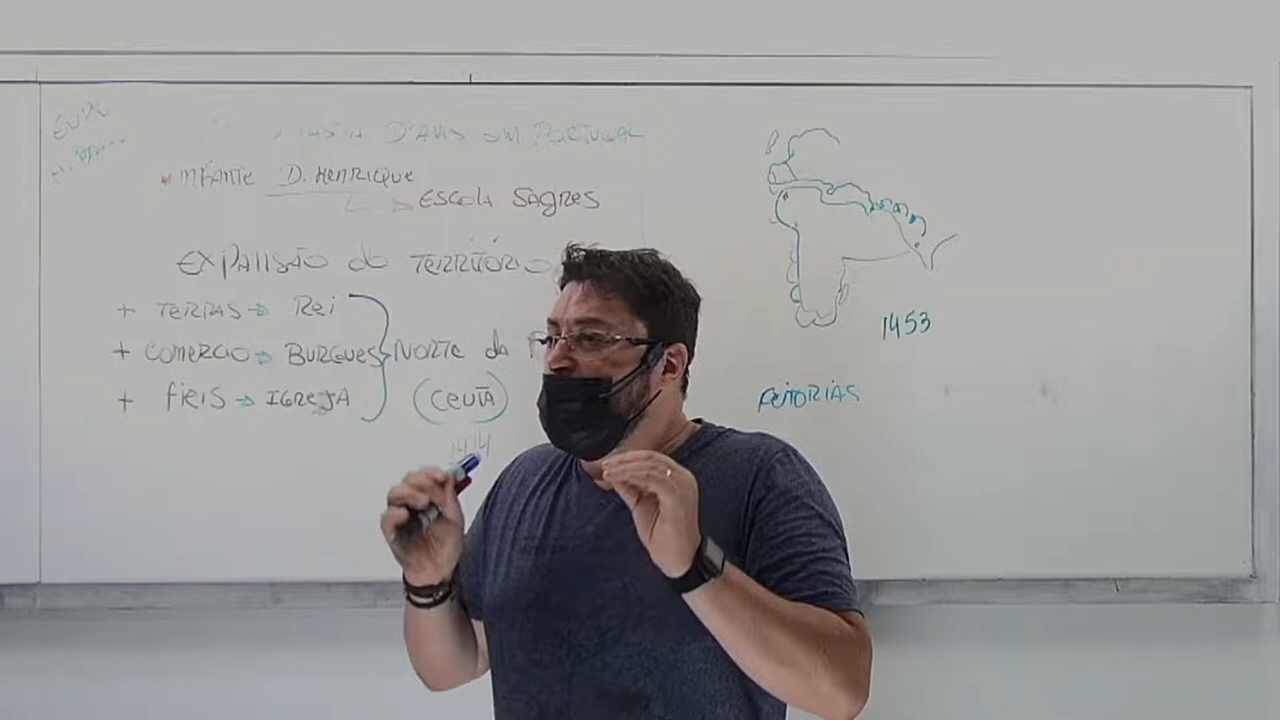 D'AVIS EM PORTUGAL
INFANTE D. HENRIQUE
ESCOLA SAGRES
EXPANSÃO do TERRITÓRIO
+ TERRAS → Rei
+ COMERCIO → BURGUES
+ FIEIS → IGREJA
NORTE da
(CEUTA)
1414
1453
FEITORIAS